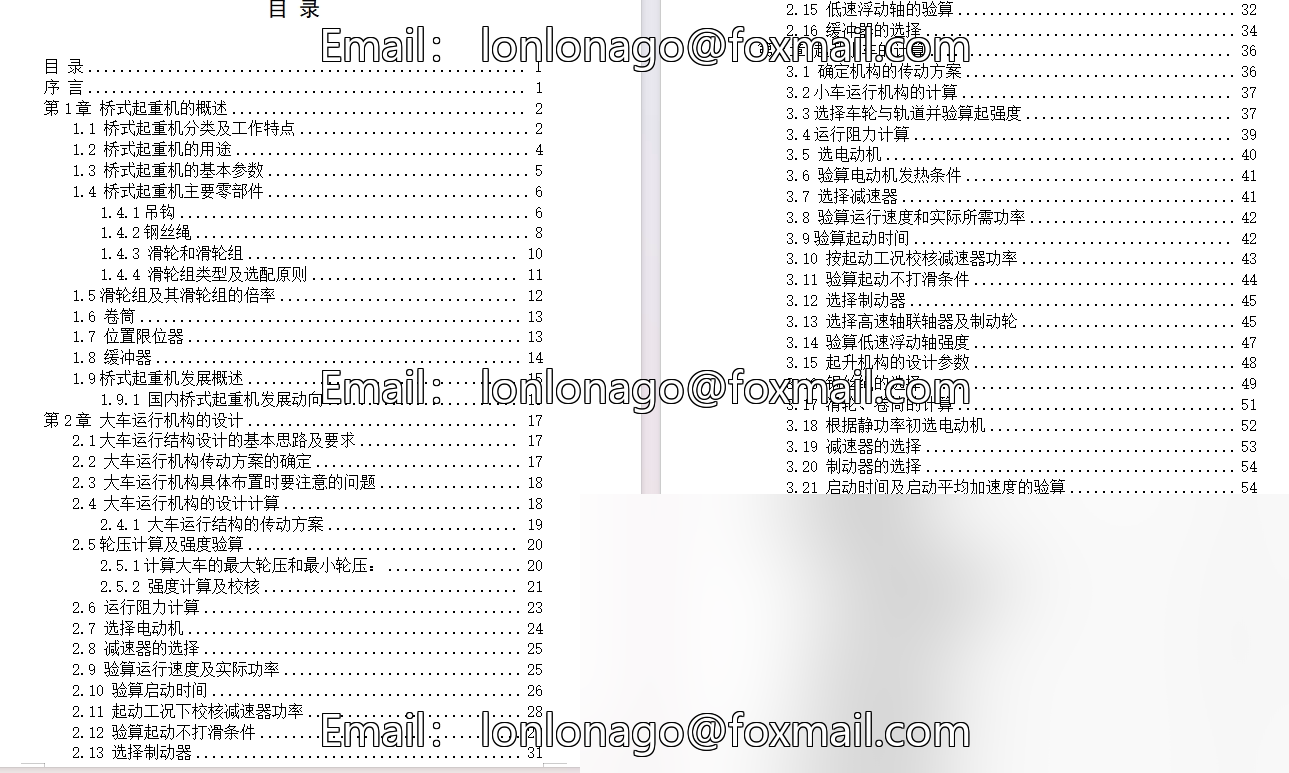 目 录
目 录 1
序 言 1
第1章 桥式起重机的概述 2
1.1 桥式起重机分类及工作特点 2
1.2 桥式起重机的用途 4
1.3 桥式起重机的基本参数 5
1.4 桥式起重机主要零部件 6
1.4.1吊钩 6
1.4.2钢丝绳 8
1.4.3 滑轮和滑轮组 10
1.4.4 滑轮组类型及选配原则 11
1.5滑轮组及其滑轮组的倍率 12
1.6 卷筒 13
1.7 位置限位器 13
1.8 缓冲器 14
1.9桥式起重机发展概述 15
1.9.1 国内桥式起重机发展动向
第2章 大车运行机构的设计 17
2.1大车运行结构设计的基本思路及要求 17
2.2 大车运行机构传动方案的确定 17
2.3 大车运行机构具体布置时要注意的问题 18
2.4 大车运行机构的设计计算 18
2.4.1 大车运行结构的传动方案 19
2.5轮压计算及强度验算 20
2.5.1计算大车的最大轮压和最小轮压： 20
2.5.2 强度计算及校核 21
2.6 运行阻力计算 23
2.7 选择电动机 24
2.8 减速器的选择 25
2.9 验算运行速度及实际功率 25
2.10 验算启动时间 26
2.11 起动工况下校核减速器功率 28
2.12 验算起动不打滑条件
2.13 选择制动器 31
2.15 低速浮动轴的验算 32
2.16 缓冲器的选择 34
36
3.1 确定机构的传动方案 36
3.2小车运行机构的计算 37
3.3选择车轮与轨道并验算起强度 37
3.4运行阻力计算 39
3.5 选电动机 40
3.6 验算电动机发热条件 41
3.7 选择减速器 41
3.8 验算运行速度和实际所需功率 42
3.9验算起动时间 42
3.10 按起动工况校核减速器功率 43
3.11 验算起动不打滑条件 44
3.12 选择制动器 45
3.13 选择高速轴联轴器及制动轮 45
3.14 验算低速浮动轴强度 47
3.15 起升机构的设计参数 48
49
3.17 滑轮、卷筒的计算 51
3.18 根据静功率初选电动机 52
3.19 减速器的选择 53
3.20 制动器的选择 54
3.21 启动时间及启动平均加速度的验算 54
Email： lonlonago@foxmail.com
Email： lonlonago@foxmail.com
Email： lonlonago@foxmail.com